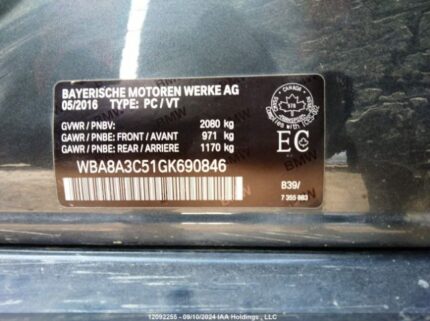 BAYERISCHE MOTOREN WERKE AG
05/2016 TYPE: PC / VT
GVWR / PNBV: 2080 kg
GAWR / PNBE: FRONT / AVANT 971 kg
GAWR / PNBE: REAR / ARRIERE 1170 kg
WBA8A3C51GK690846
CANADA
EC
B39/
7 355 983
12092255 - 09/10/2024 IAA Holdings, LLC